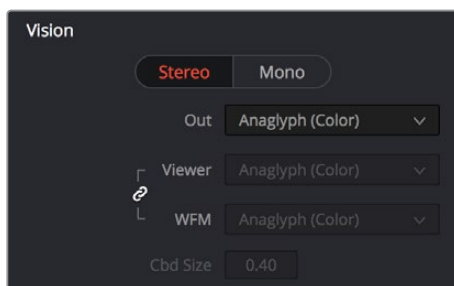 Vision
Stereo Mono
Out Anaglyph (Color)
Viewer Anaglyph (Color)
WFM Anaglyph (Color)
Cbd Size 0.40